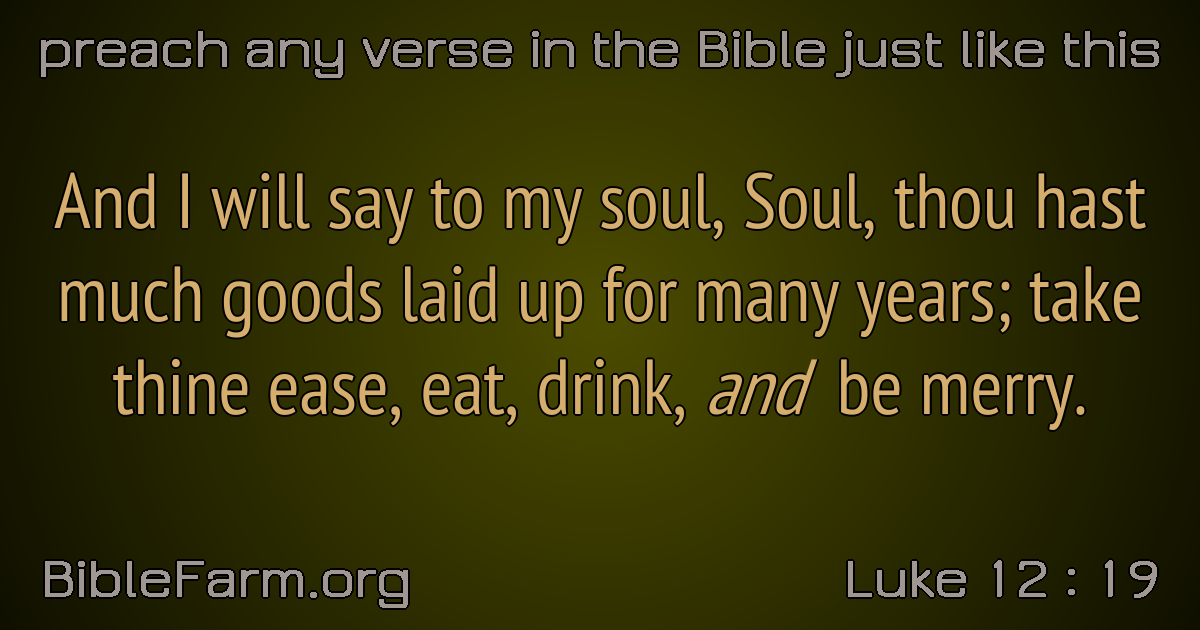 preach any verse in the Bible just like this
And I will say to my soul, Soul, thou hast
much goods laid up for many years; take
thine ease, eat, drink, and be merry.
BibleFarm.org
Luke 12 : 19